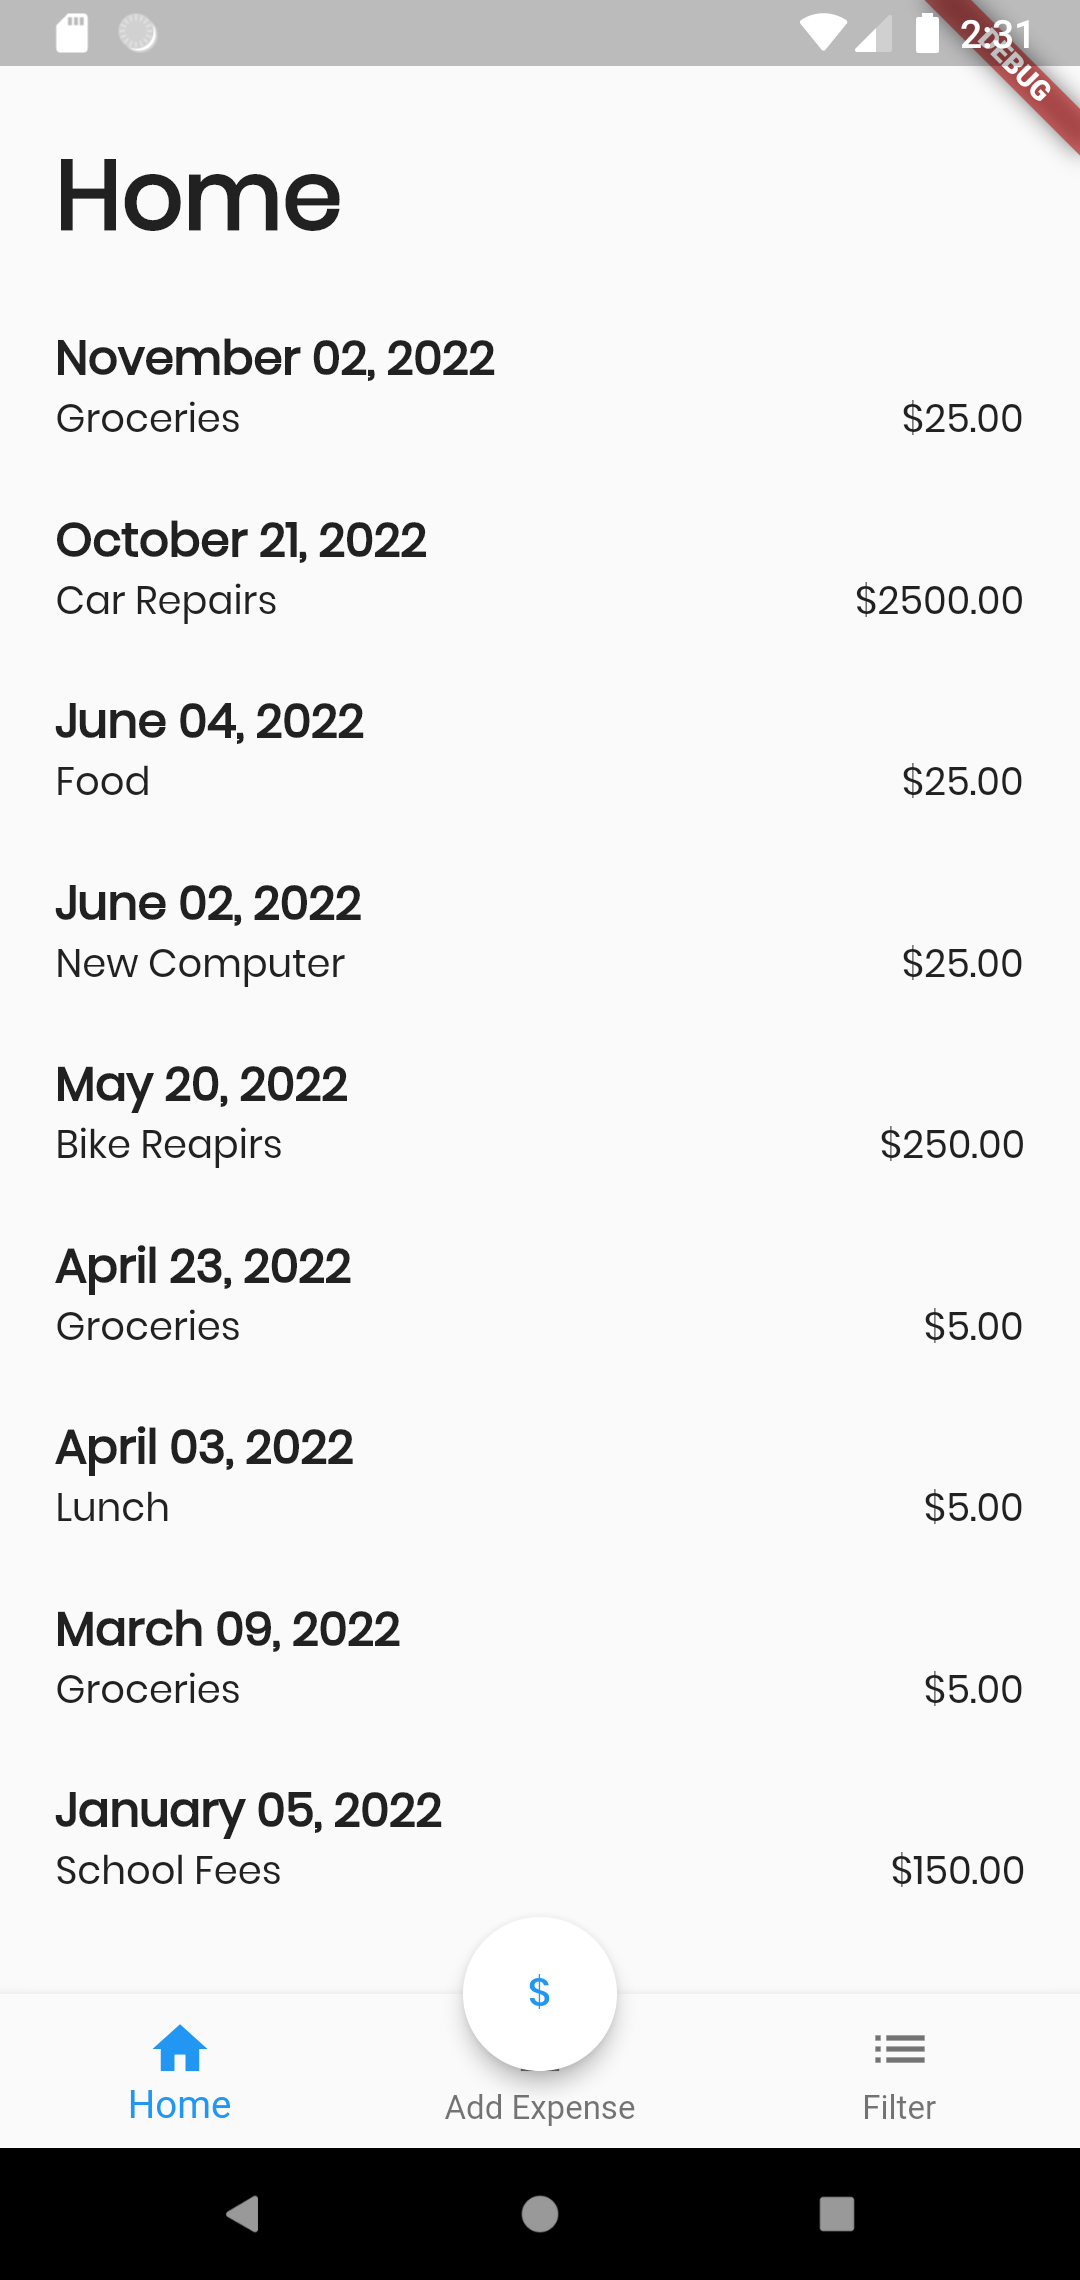 2:31
DEBUG
Home
November 02, 2022
Groceries $25.00
October 21, 2022
Car Repairs $2500.00
June 04, 2022
Food $25.00
June 02, 2022
New Computer $25.00
May 20, 2022
Bike Reapirs $250.00
April 23, 2022
Groceries $5.00
April 03, 2022
Lunch $5.00
March 09, 2022
Groceries $5.00
January 05, 2022
School Fees $150.00
$
Home Add Expense Filter